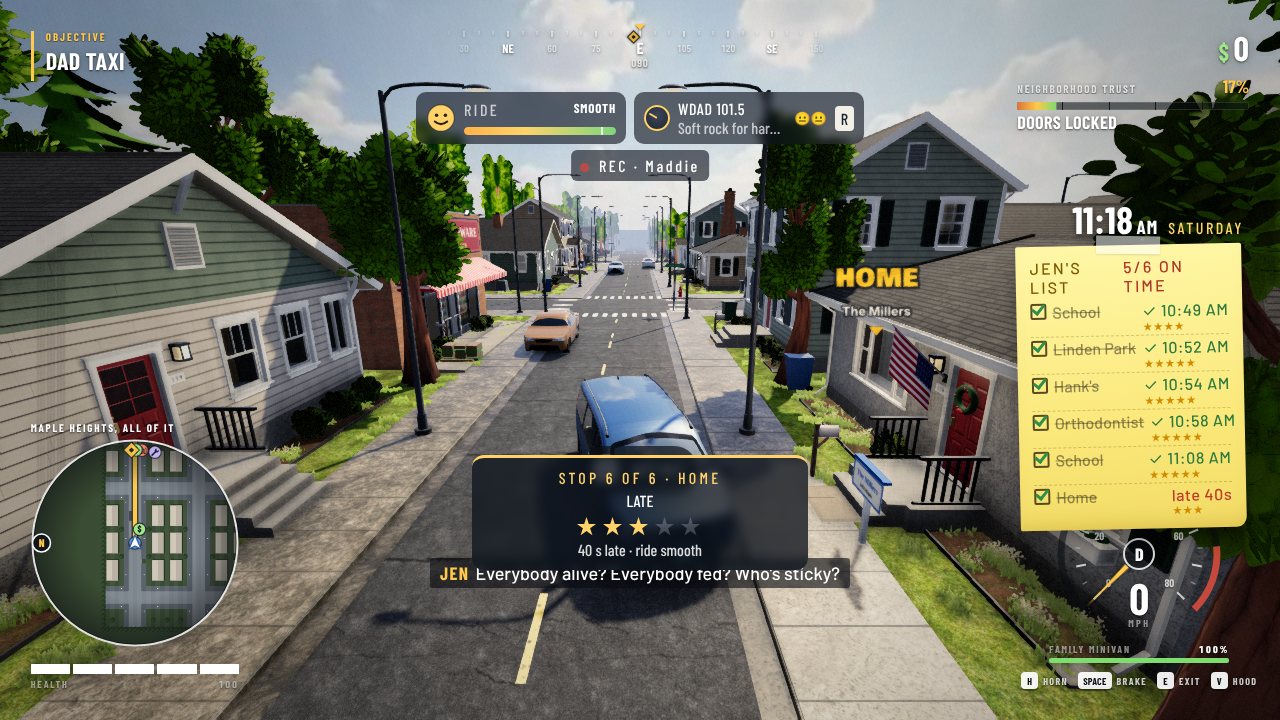 OBJECTIVE
DAD TAXI
30 NE 60 75 E 105 120 SE 150
090
$ 0
NEIGHBORHOOD TRUST 17%
DOORS LOCKED
RIDE SMOOTH
WDAD 101.5
Soft rock for har...
R
REC · Maddie
11:18 AM SATURDAY
JEN'S LIST
5/6 ON TIME
School ✓ 10:49 AM
★★★★
Linden Park ✓ 10:52 AM
★★★★★
Hank's ✓ 10:54 AM
★★★★★
Orthodontist ✓ 10:58 AM
★★★★★
School ✓ 11:08 AM
★★★★★
Home late 40s
★★★
HOME
The Millers
WARE
MAPLE HEIGHTS, ALL OF IT
N
$
STOP 6 OF 6 · HOME
LATE
★★★★★
40 s late · ride smooth
JEN Everybody alive? Everybody fed? Who's sticky?
20 60
D
0 80
0
MPH
FAMILY MINIVAN 100%
HEALTH 100
H HORN SPACE BRAKE E EXIT V HOOD